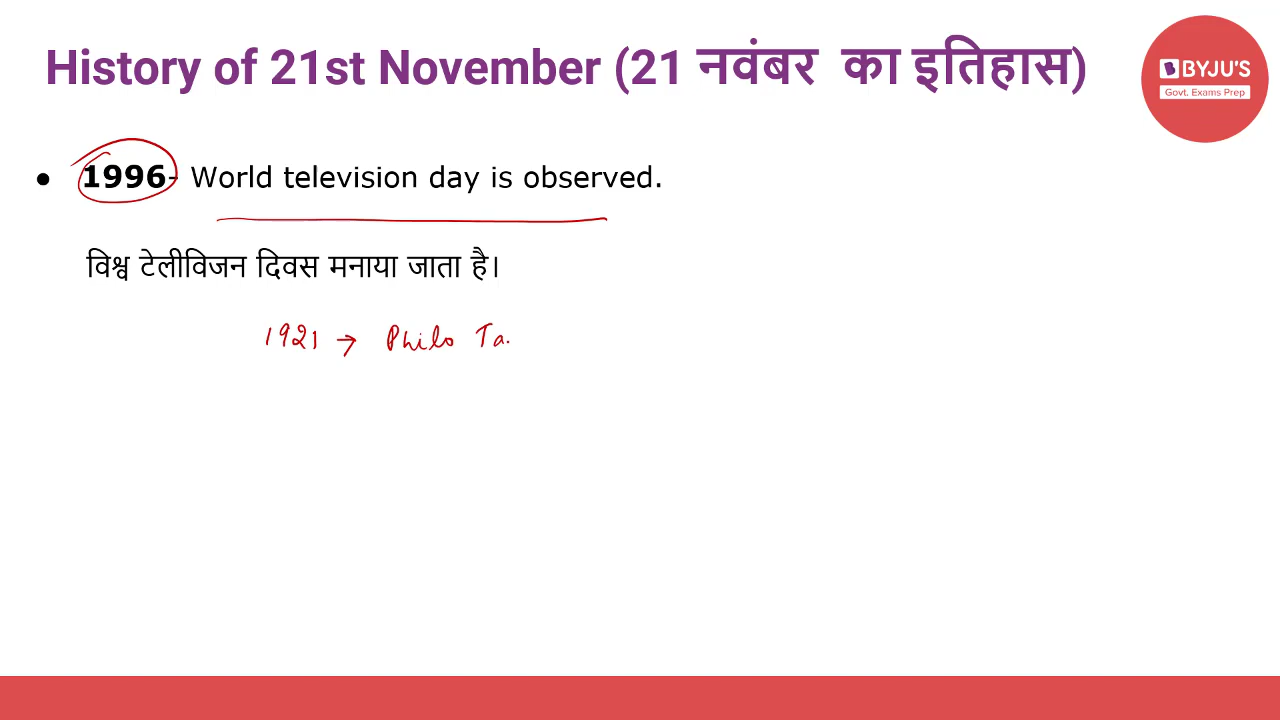 History of 21st November (21 नवंबर का इतिहास)
BYJU'S
Govt. Exams Prep
● 1996- World television day is observed.
विश्व टेलीविजन दिवस मनाया जाता है।
1921 → Philo Ta.